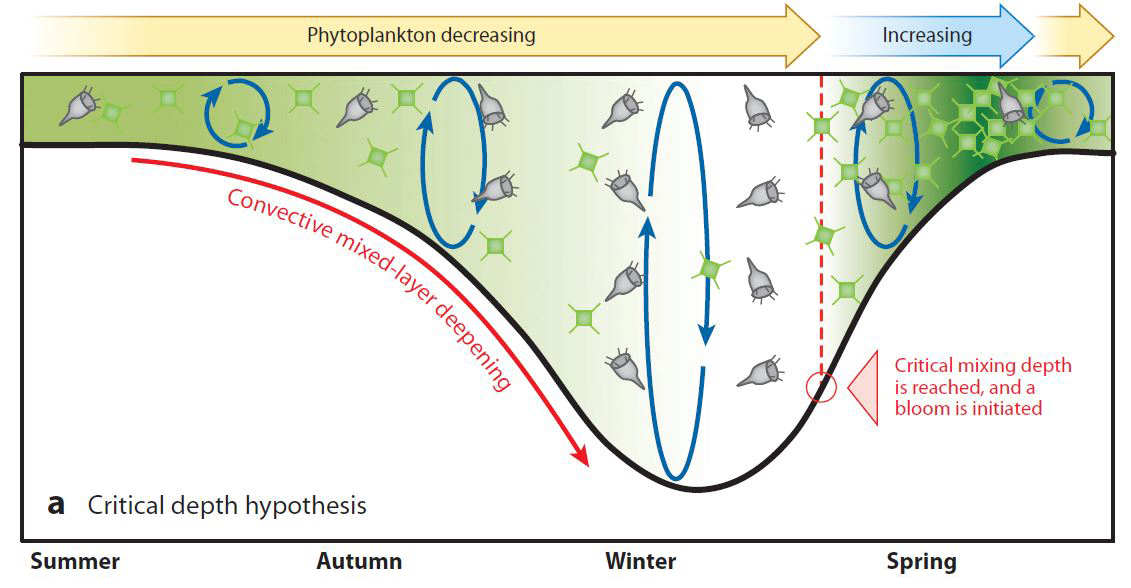 Phytoplankton decreasing
Increasing
Convective mixed-layer deepening
Critical mixing depth
is reached, and a
bloom is initiated
a Critical depth hypothesis
Summer
Autumn
Winter
Spring